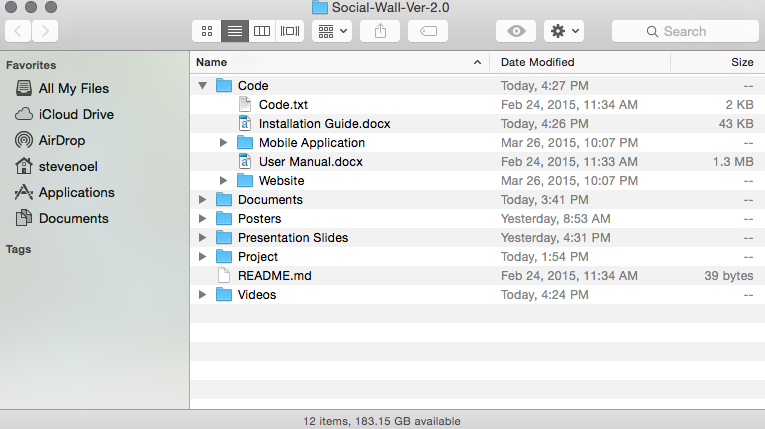 Social-Wall-Ver-2.0
Search
Favorites
All My Files
iCloud Drive
AirDrop
stevenoel
Applications
Documents
Tags
Name Date Modified Size
Code Today, 4:27 PM --
Code.txt Feb 24, 2015, 11:34 AM 2 KB
Installation Guide.docx Today, 4:26 PM 43 KB
Mobile Application Mar 26, 2015, 10:07 PM --
User Manual.docx Feb 24, 2015, 11:33 AM 1.3 MB
Website Mar 26, 2015, 10:07 PM --
Documents Today, 3:41 PM --
Posters Yesterday, 8:53 AM --
Presentation Slides Yesterday, 4:31 PM --
Project Today, 1:54 PM --
README.md Feb 24, 2015, 11:34 AM 39 bytes
Videos Today, 4:24 PM --
12 items, 183.15 GB available